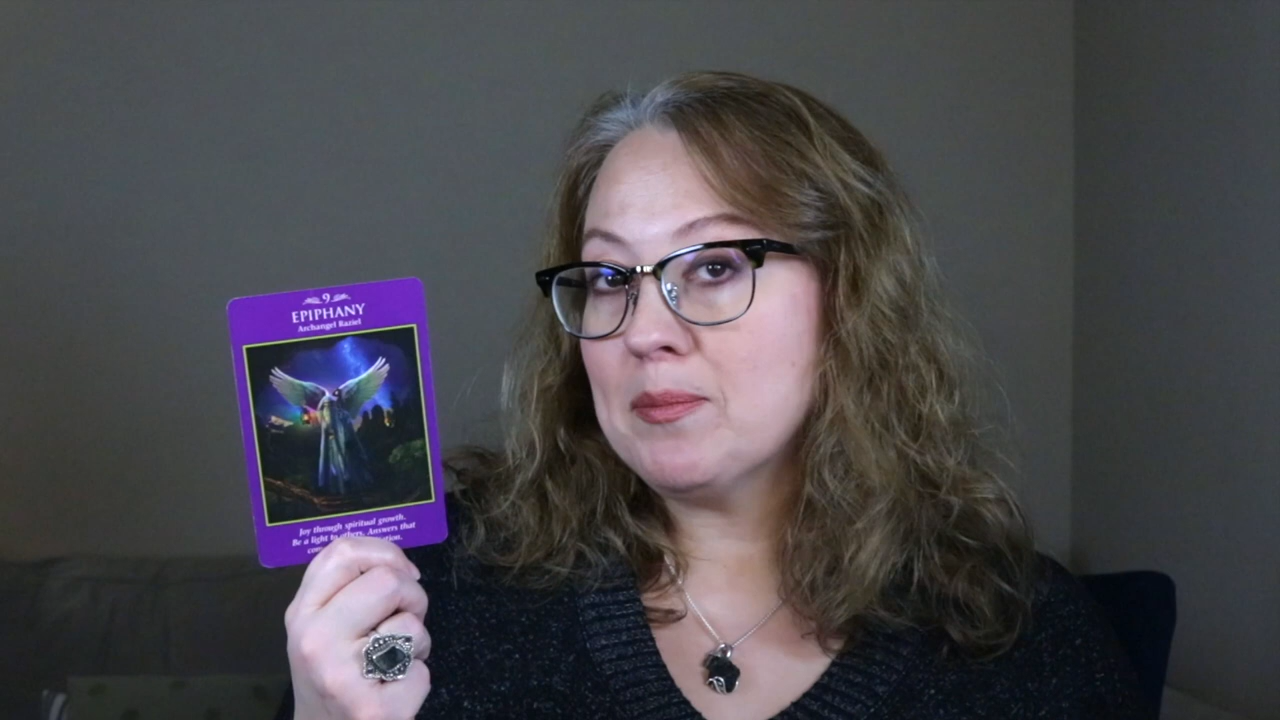 9
EPIPHANY
Archangel Raziel
Joy through spiritual growth.
Be a light to others. Answers that